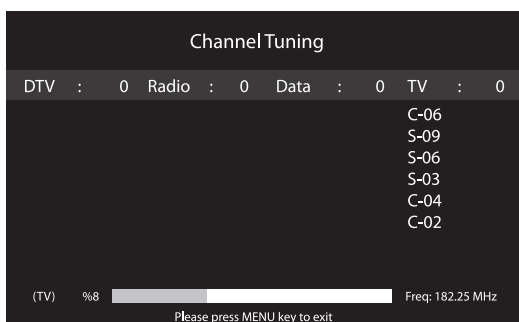 Channel Tuning
DTV : 0 Radio : 0 Data : 0 TV : 0
C-06
S-09
S-06
S-03
C-04
C-02
(TV) %8 Freq: 182.25 MHz
Please press MENU key to exit